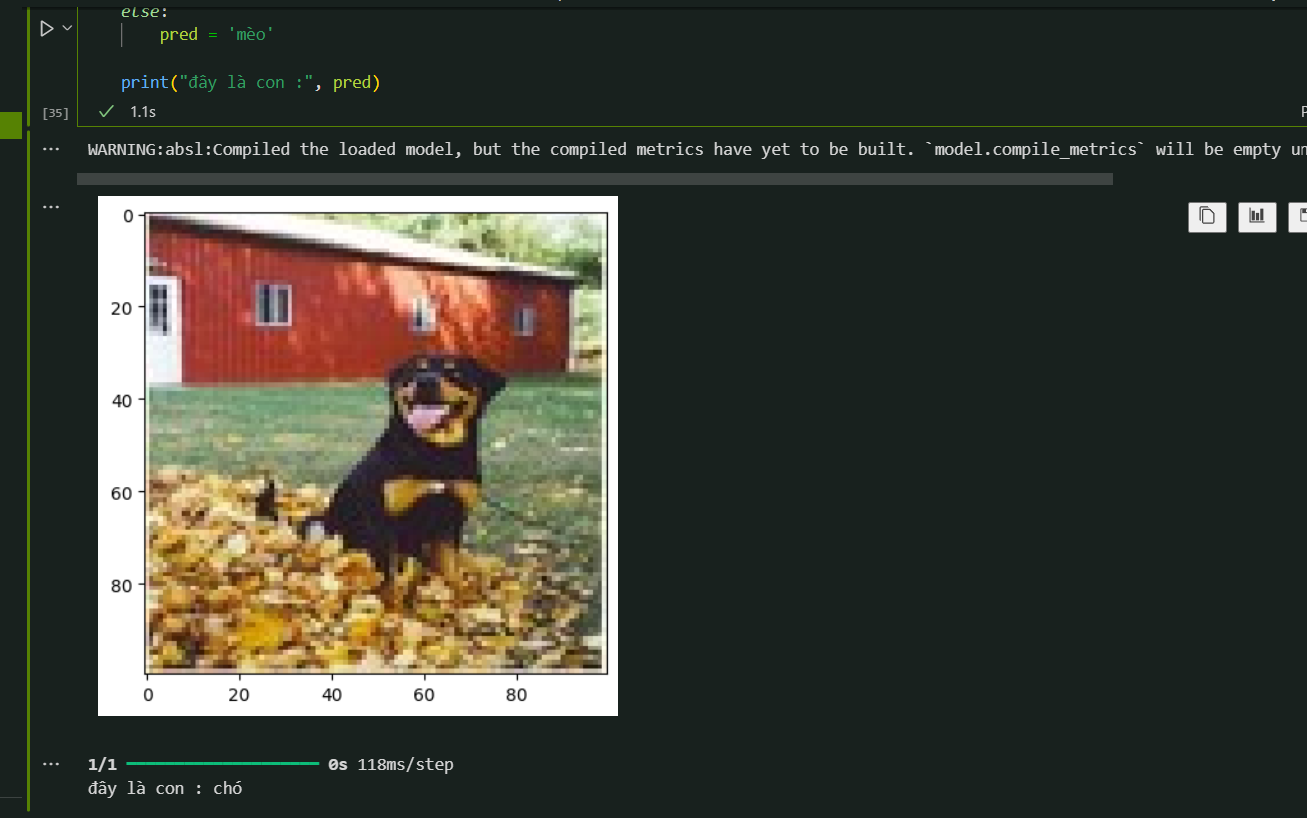 else:
pred = 'mèo'
print("đây là con :", pred)
[35] 1.1s
WARNING:absl:Compiled the loaded model, but the compiled metrics have yet to be built. `model.compile_metrics` will be empty
0
20
40
60
80
0 20 40 60 80
1/1 0s 118ms/step
đây là con : chó